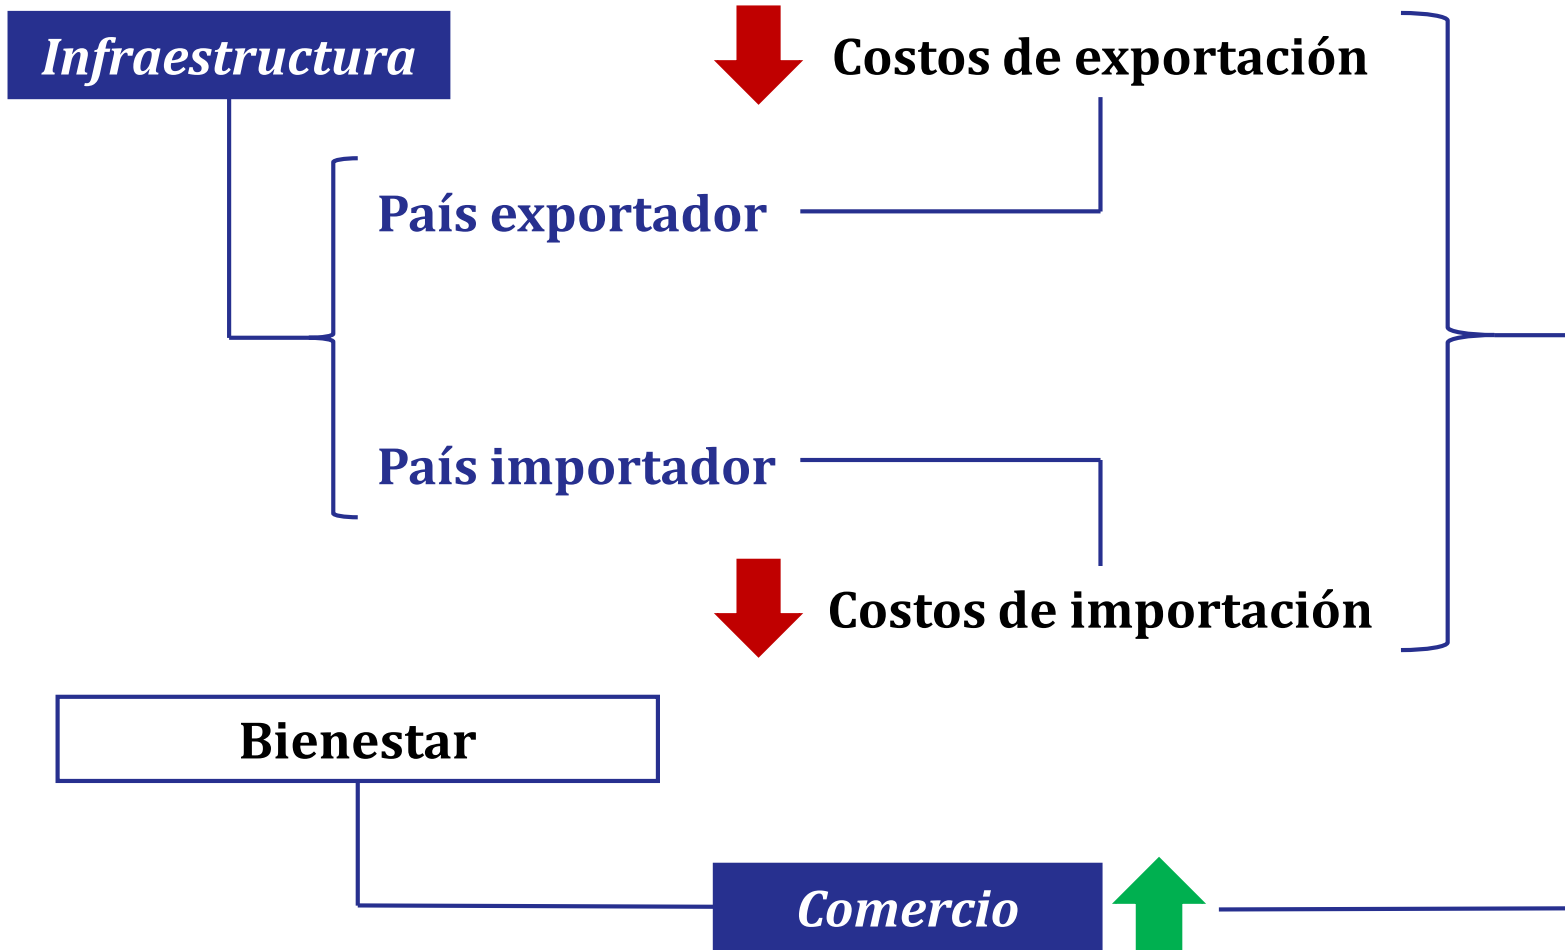 Infraestructura
Costos de exportación
País exportador
País importador
Costos de importación
Bienestar
Comercio